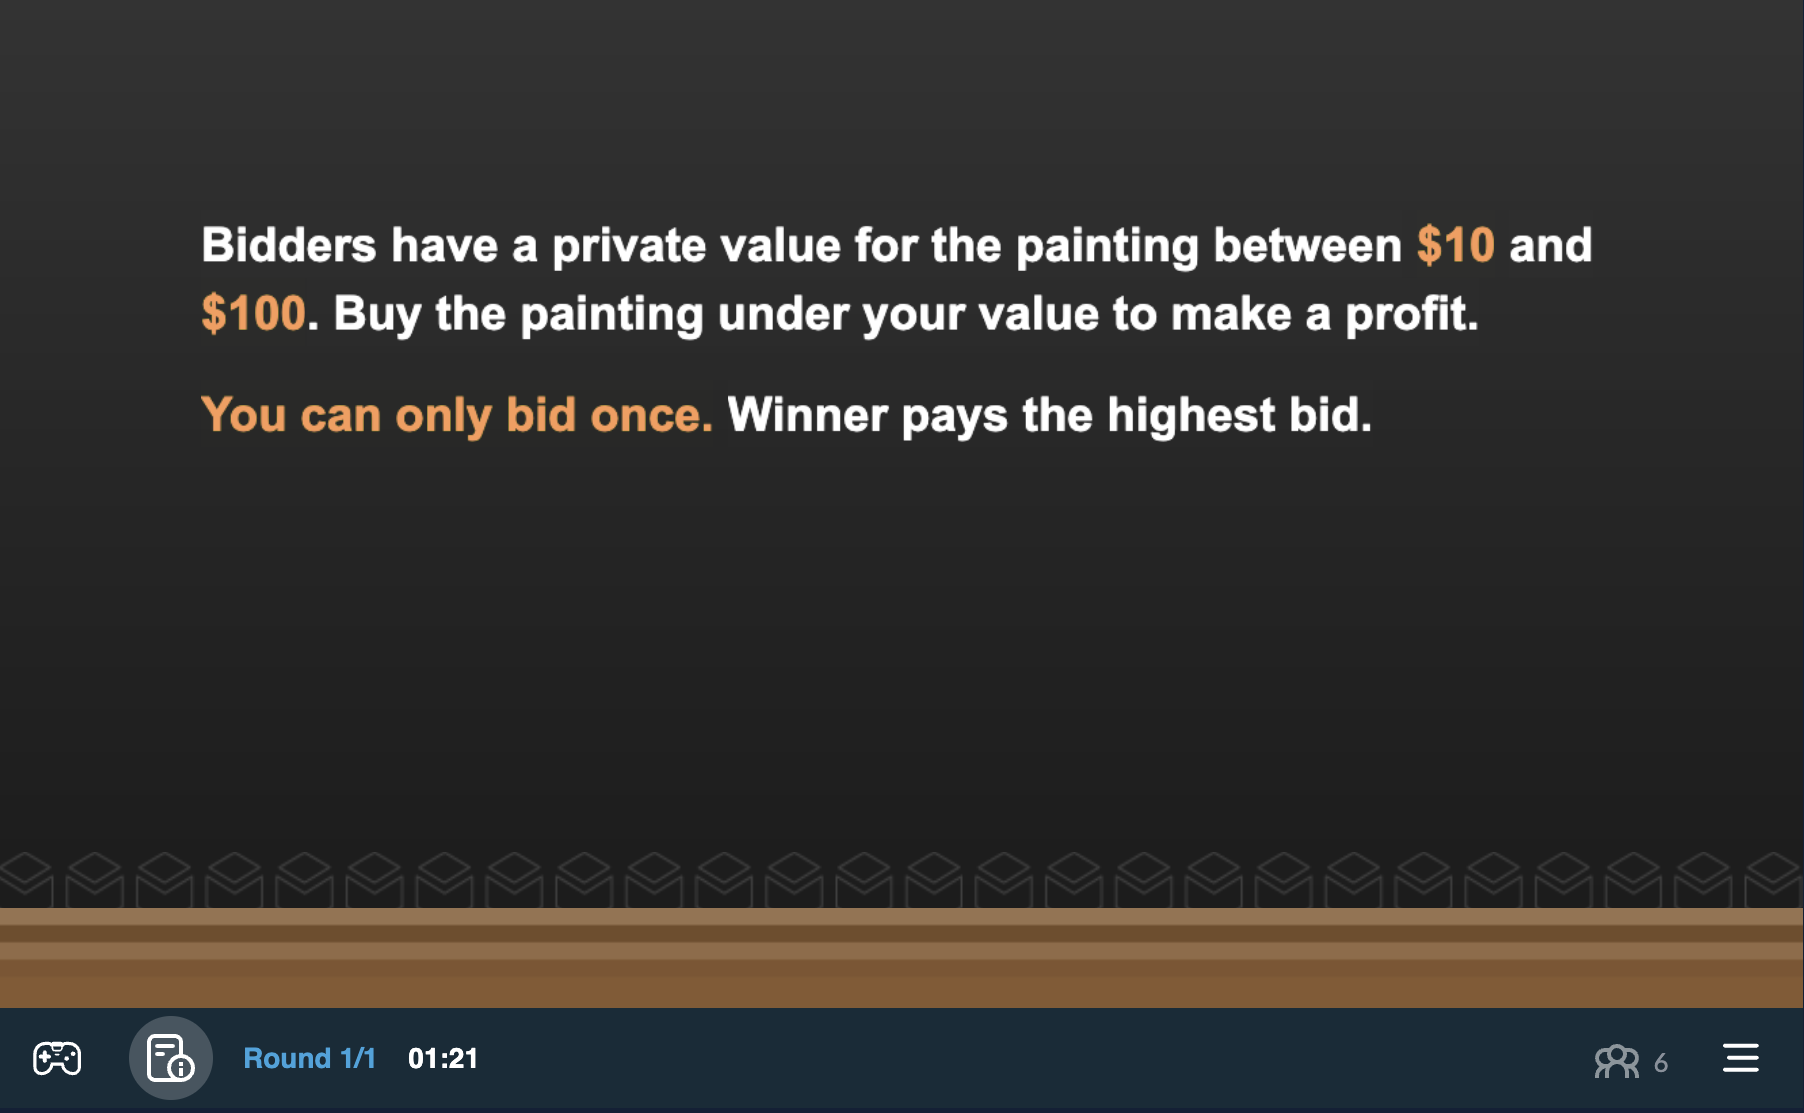 Bidders have a private value for the painting between $10 and
$100. Buy the painting under your value to make a profit.
You can only bid once. Winner pays the highest bid.
Round 1/1 01:21
6